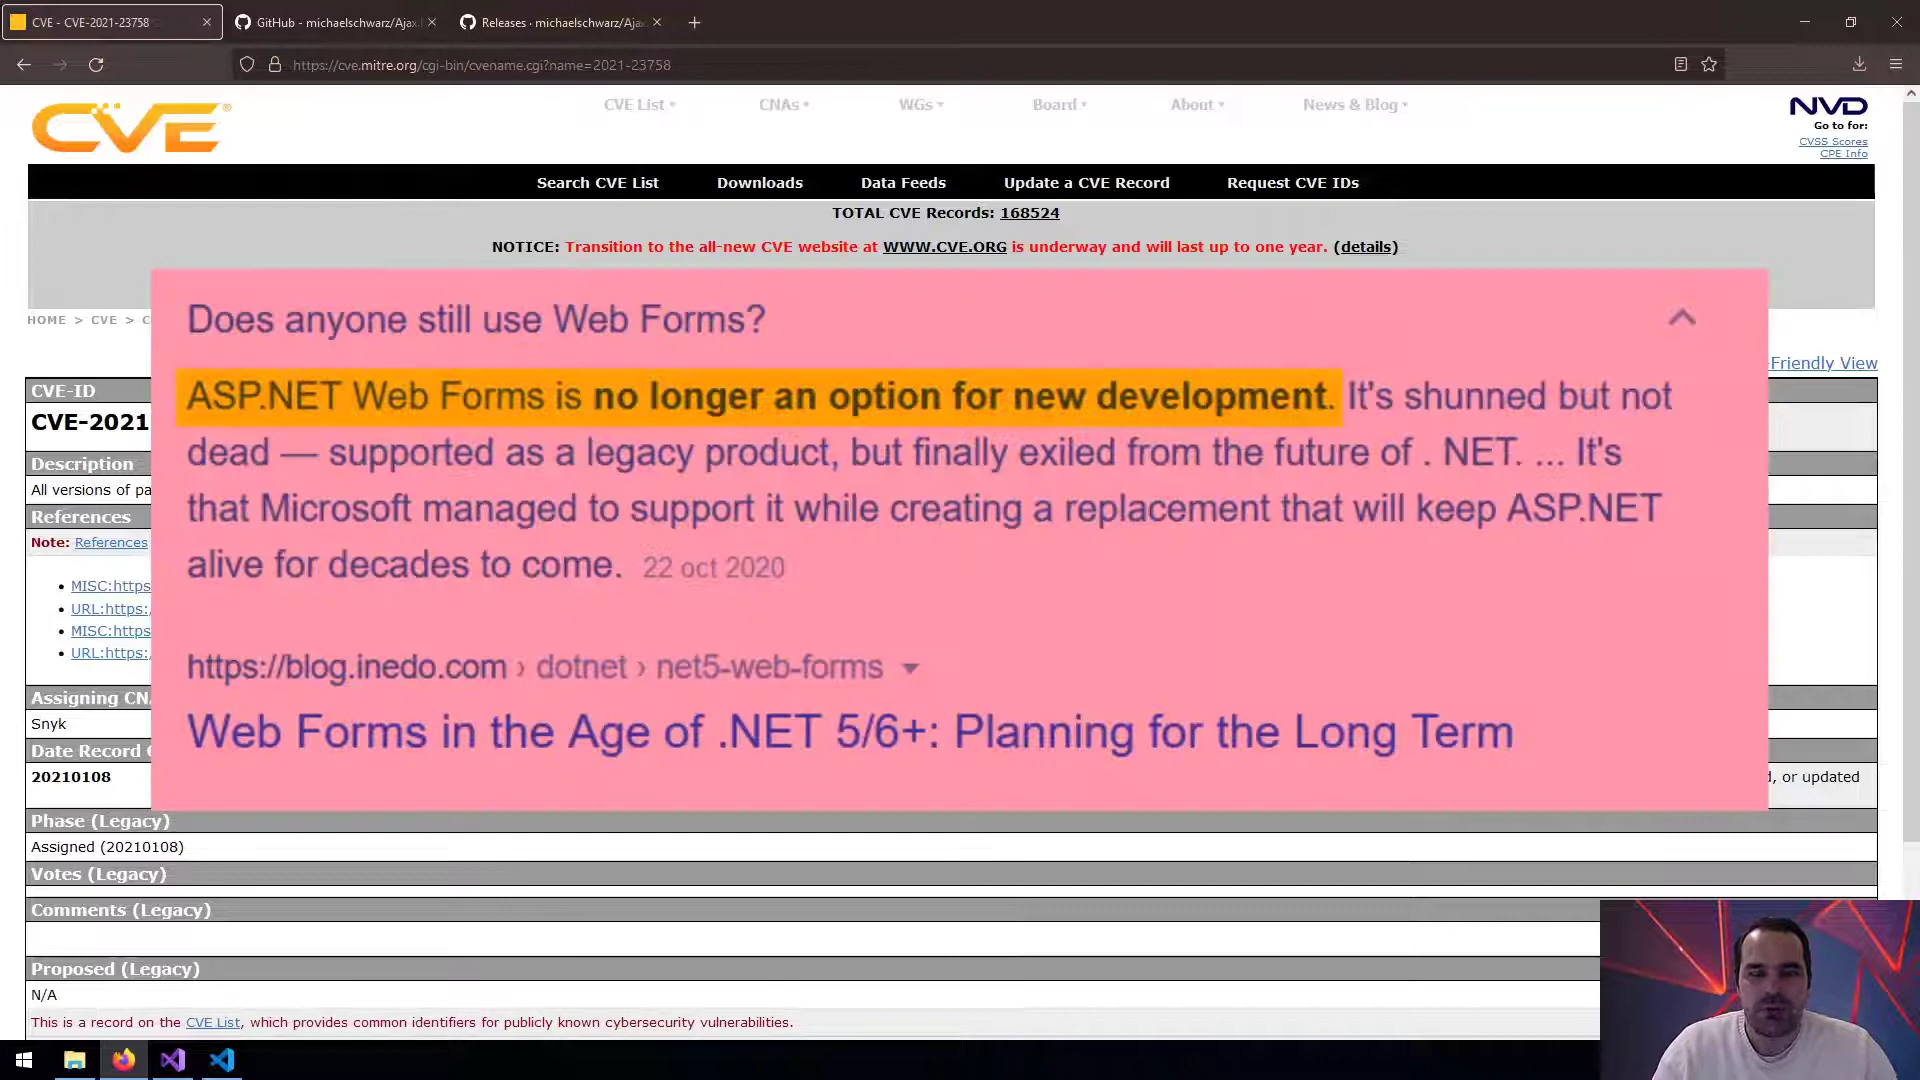 CVE - CVE-2021-23758
GitHub - michaelschwarz/Ajax.
Releases · michaelschwarz/Aja
https://cve.mitre.org/cgi-bin/cvename.cgi?name=2021-23758
CVE®
CVE List
CNAs
WGs
Board
About
News & Blog
NVD
Go to for:
CVSS Scores
CPE Info
Search CVE List
Downloads
Data Feeds
Update a CVE Record
Request CVE IDs
TOTAL CVE Records: 168524
NOTICE: Transition to the all-new CVE website at WWW.CVE.ORG is underway and will last up to one year. (details)
HOME > CVE > C
-Friendly View
Does anyone still use Web Forms?
ASP.NET Web Forms is no longer an option for new development. It's shunned but not
dead — supported as a legacy product, but finally exiled from the future of . NET. ... It's
that Microsoft managed to support it while creating a replacement that will keep ASP.NET
alive for decades to come. 22 oct 2020
https://blog.inedo.com › dotnet › net5-web-forms
Web Forms in the Age of .NET 5/6+: Planning for the Long Term
CVE-ID
CVE-2021
Description
All versions of pa
References
Note: References
• MISC:https
• URL:https:/
• MISC:https
• URL:https:/
Assigning CN
Snyk
Date Record
20210108
d, or updated
Phase (Legacy)
Assigned (20210108)
Votes (Legacy)
Comments (Legacy)
Proposed (Legacy)
N/A
This is a record on the CVE List, which provides common identifiers for publicly known cybersecurity vulnerabilities.